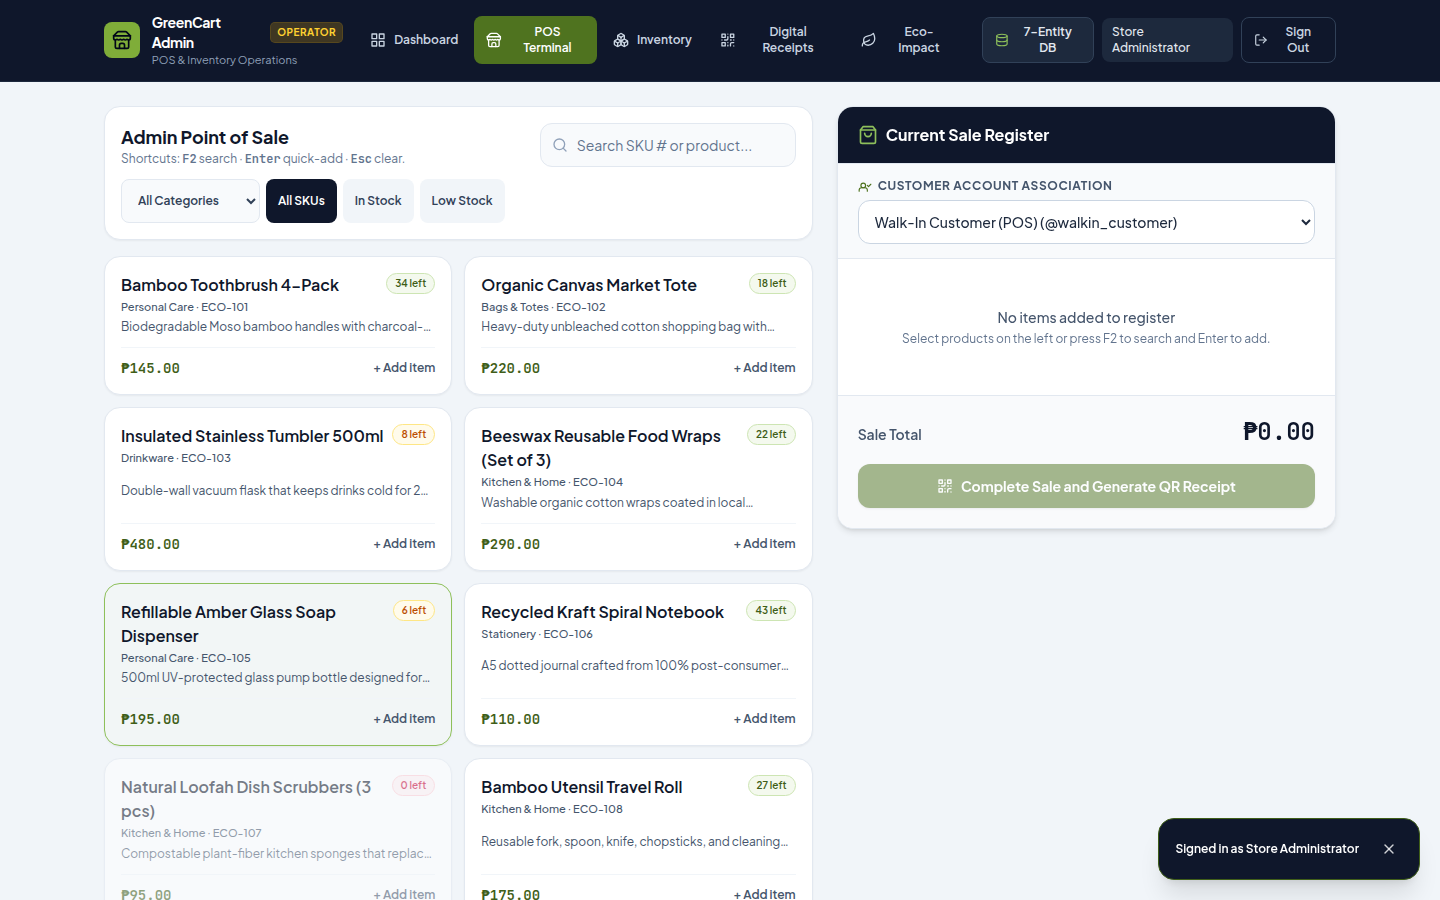 GreenCart Admin
OPERATOR
POS & Inventory Operations
Dashboard
POS Terminal
Inventory
Digital Receipts
Eco-Impact
7-Entity DB
Store Administrator
Sign Out
Admin Point of Sale
Shortcuts: F2 search · Enter quick-add · Esc clear.
Search SKU # or product...
All Categories
All SKUs
In Stock
Low Stock
Bamboo Toothbrush 4-Pack
34 left
Personal Care · ECO-101
Biodegradable Moso bamboo handles with charcoal-...
₱145.00
+ Add item
Organic Canvas Market Tote
18 left
Bags & Totes · ECO-102
Heavy-duty unbleached cotton shopping bag with...
₱220.00
+ Add item
Insulated Stainless Tumbler 500ml
8 left
Drinkware · ECO-103
Double-wall vacuum flask that keeps drinks cold for 2...
₱480.00
+ Add item
Beeswax Reusable Food Wraps (Set of 3)
22 left
Kitchen & Home · ECO-104
Washable organic cotton wraps coated in local...
₱290.00
+ Add item
Refillable Amber Glass Soap Dispenser
6 left
Personal Care · ECO-105
500ml UV-protected glass pump bottle designed for...
₱195.00
+ Add item
Recycled Kraft Spiral Notebook
43 left
Stationery · ECO-106
A5 dotted journal crafted from 100% post-consumer...
₱110.00
+ Add item
Natural Loofah Dish Scrubbers (3 pcs)
0 left
Kitchen & Home · ECO-107
Compostable plant-fiber kitchen sponges that replac...
₱95.00
+ Add item
Bamboo Utensil Travel Roll
27 left
Kitchen & Home · ECO-108
Reusable fork, spoon, knife, chopsticks, and cleaning...
₱175.00
+ Add item
Current Sale Register
CUSTOMER ACCOUNT ASSOCIATION
Walk-In Customer (POS) (@walkin_customer)
No items added to register
Select products on the left or press F2 to search and Enter to add.
Sale Total
₱0.00
Complete Sale and Generate QR Receipt
Signed in as Store Administrator